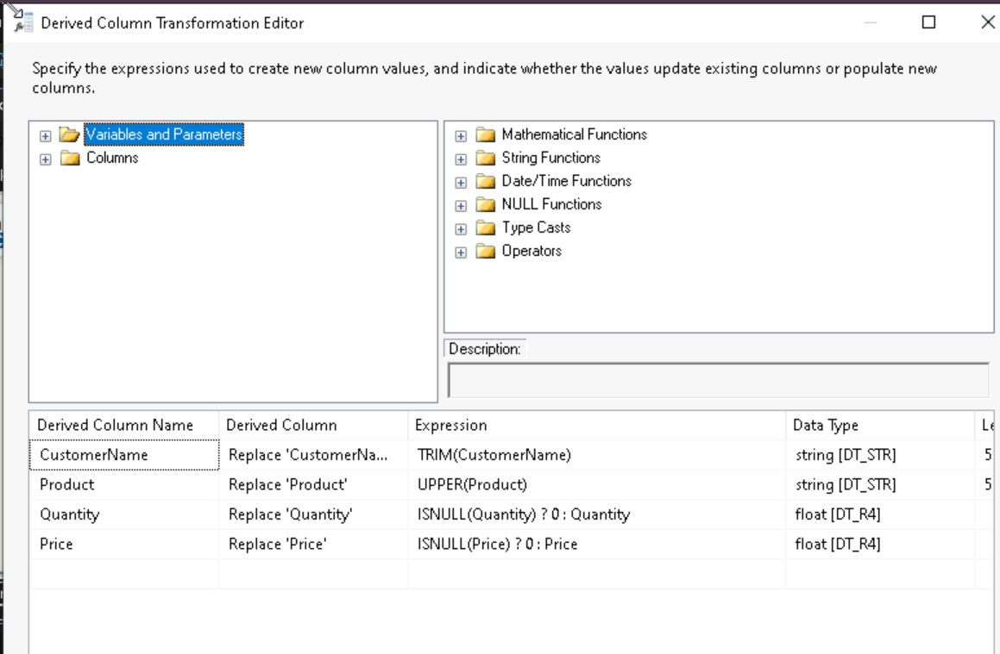 Derived Column Transformation Editor
Specify the expressions used to create new column values, and indicate whether the values update existing columns or populate new
columns.
Variables and Parameters
Columns
Mathematical Functions
String Functions
Date/Time Functions
NULL Functions
Type Casts
Operators
Description:
Derived Column Name Derived Column Expression Data Type
CustomerName Replace 'CustomerNa... TRIM(CustomerName) string [DT_STR] 5
Product Replace 'Product' UPPER(Product) string [DT_STR] 5
Quantity Replace 'Quantity' ISNULL(Quantity) ? 0 : Quantity float [DT_R4]
Price Replace 'Price' ISNULL(Price) ? 0 : Price float [DT_R4]